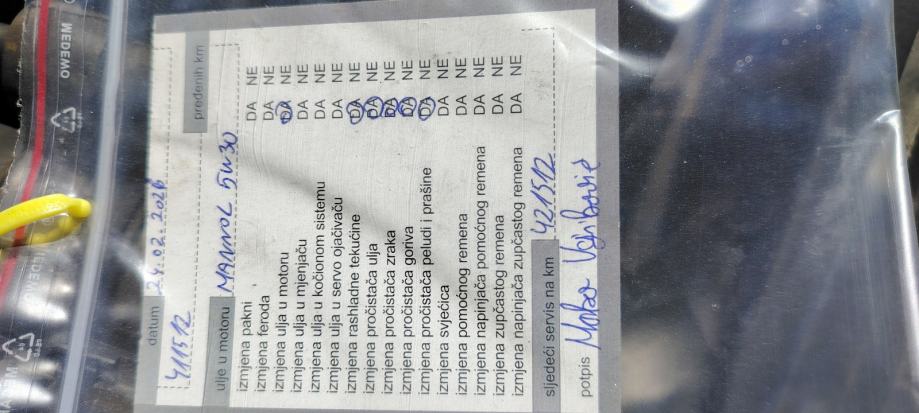 datum 24.02.2026
411512 pređenih km
ulje u motoru MANNOL 5W30
izmjena pakni DA NE
izmjena feroda DA NE
izmjena ulja u motoru DA NE
izmjena ulja u mjenjaču DA NE
izmjena ulja u kočionom sistemu DA NE
izmjena ulja u servo ojačivaču DA NE
izmjena rashladne tekućine DA NE
izmjena pročistača ulja DA NE
izmjena pročistača zraka DA NE
izmjena pročistača goriva DA NE
izmjena pročistača peludi i prašine DA NE
izmjena svjećica DA NE
izmjena pomoćnog remena DA NE
izmjena napinjača pomoćnog remena DA NE
izmjena zupčastog remena DA NE
izmjena napinjača zupčastog remena DA NE
sljedeći servis na km 421512
potpis
MEDEWO